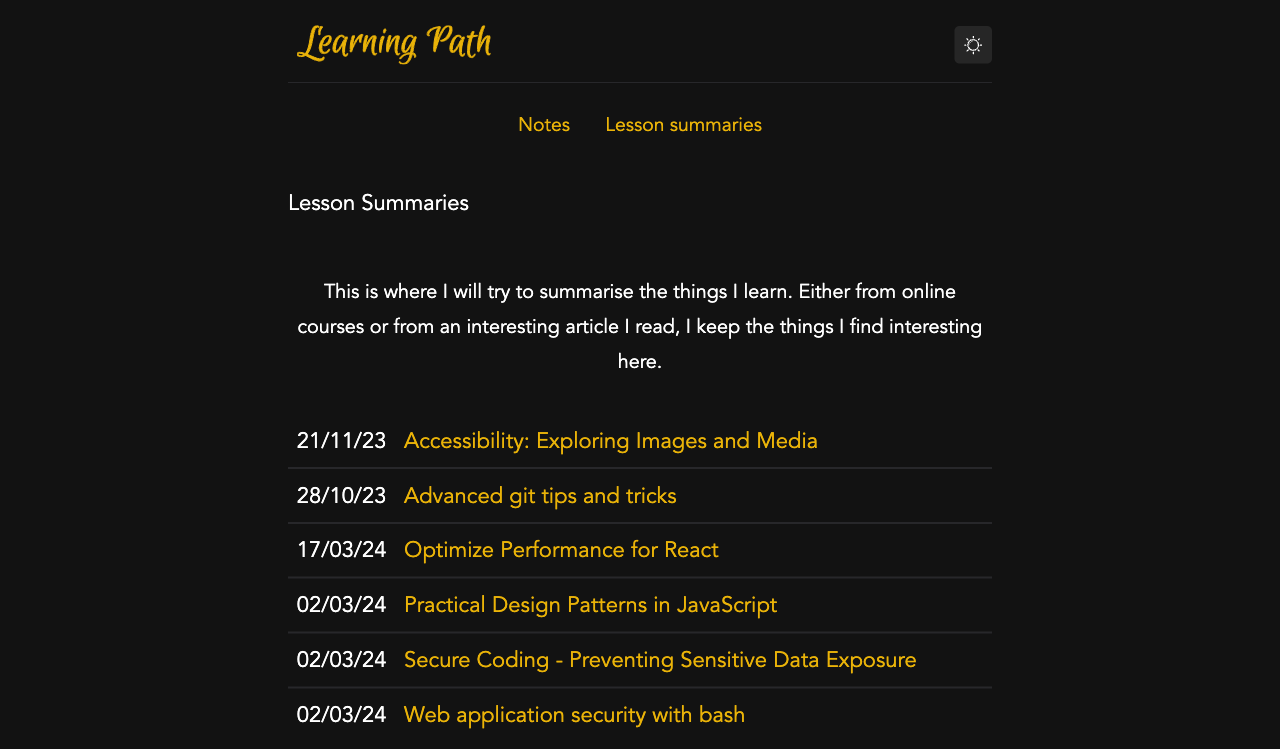 Learning Path
Notes Lesson summaries
Lesson Summaries
This is where I will try to summarise the things I learn. Either from online
courses or from an interesting article I read, I keep the things I find interesting
here.
21/11/23 Accessibility: Exploring Images and Media
28/10/23 Advanced git tips and tricks
17/03/24 Optimize Performance for React
02/03/24 Practical Design Patterns in JavaScript
02/03/24 Secure Coding - Preventing Sensitive Data Exposure
02/03/24 Web application security with bash